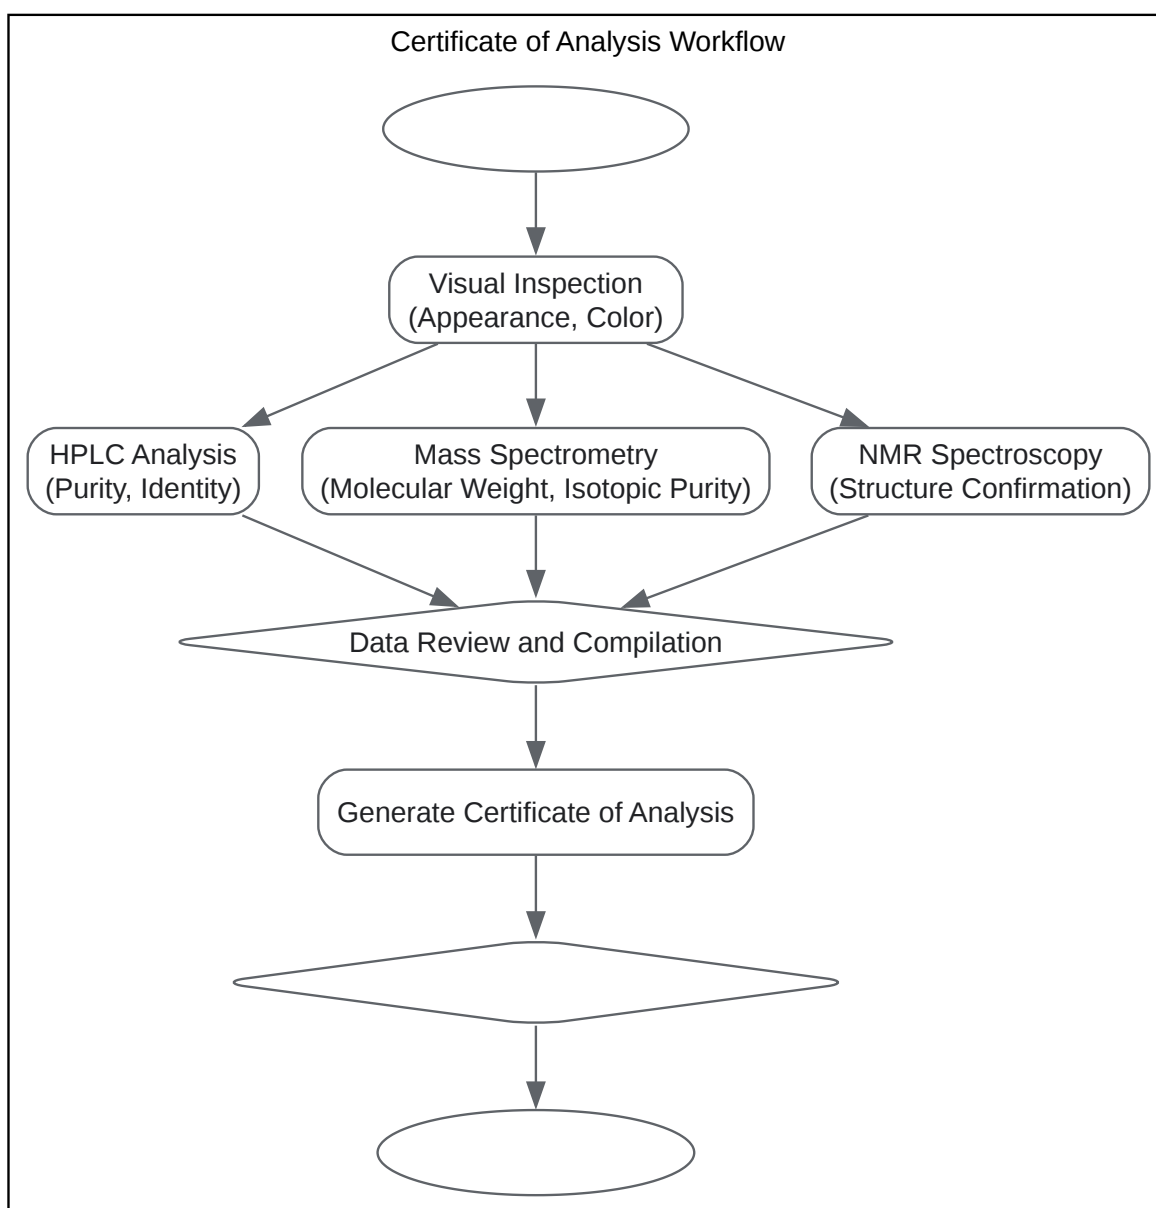 Certificate of Analysis Workflow
Visual Inspection
(Appearance, Color)
HPLC Analysis
(Purity, Identity)
Mass Spectrometry
(Molecular Weight, Isotopic Purity)
NMR Spectroscopy
(Structure Confirmation)
Data Review and Compilation
Generate Certificate of Analysis